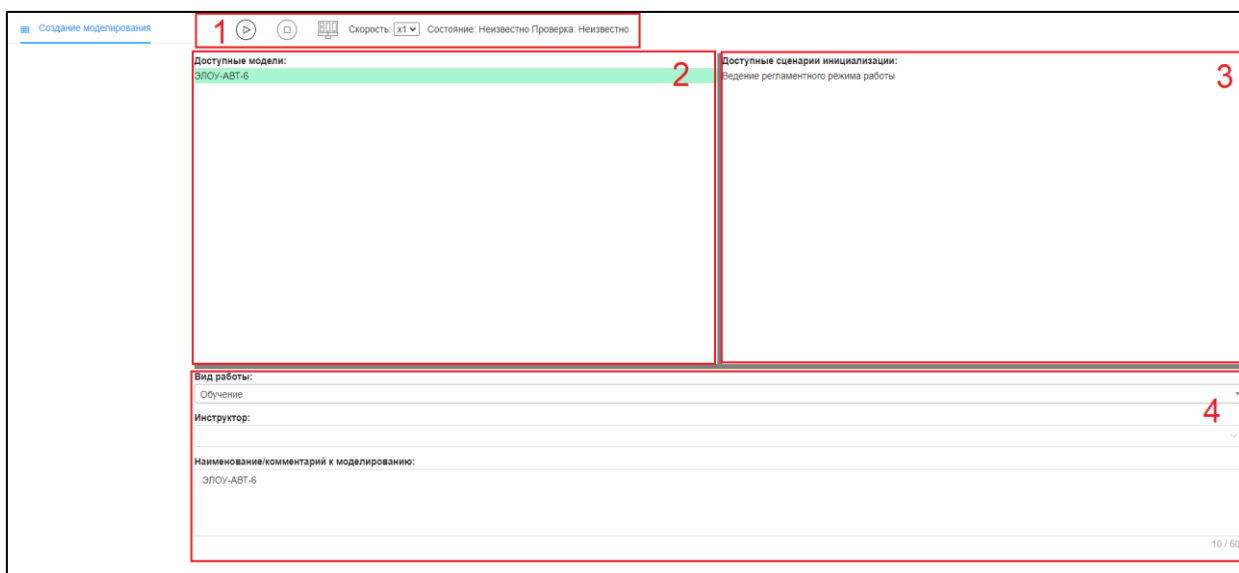 Создание моделирования
1 Скорость: x1 Состояние: Неизвестно Проверка: Неизвестно
Доступные модели:
2
ЭЛОУ-АВТ-6
Доступные сценарии инициализации:
3
Ведение регламентного режима работы
Вид работы:
Обучение
4
Инструктор:
Наименование/комментарий к моделированию:
ЭЛОУ-АВТ-6
10 / 60